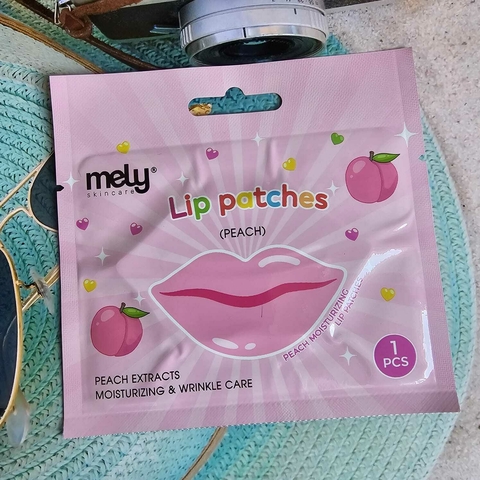 mely®
skincare
Lip patches
(PEACH)
PEACH MOISTURIZING
LIP PATCHES
1
PCS
PEACH EXTRACTS
MOISTURIZING & WRINKLE CARE